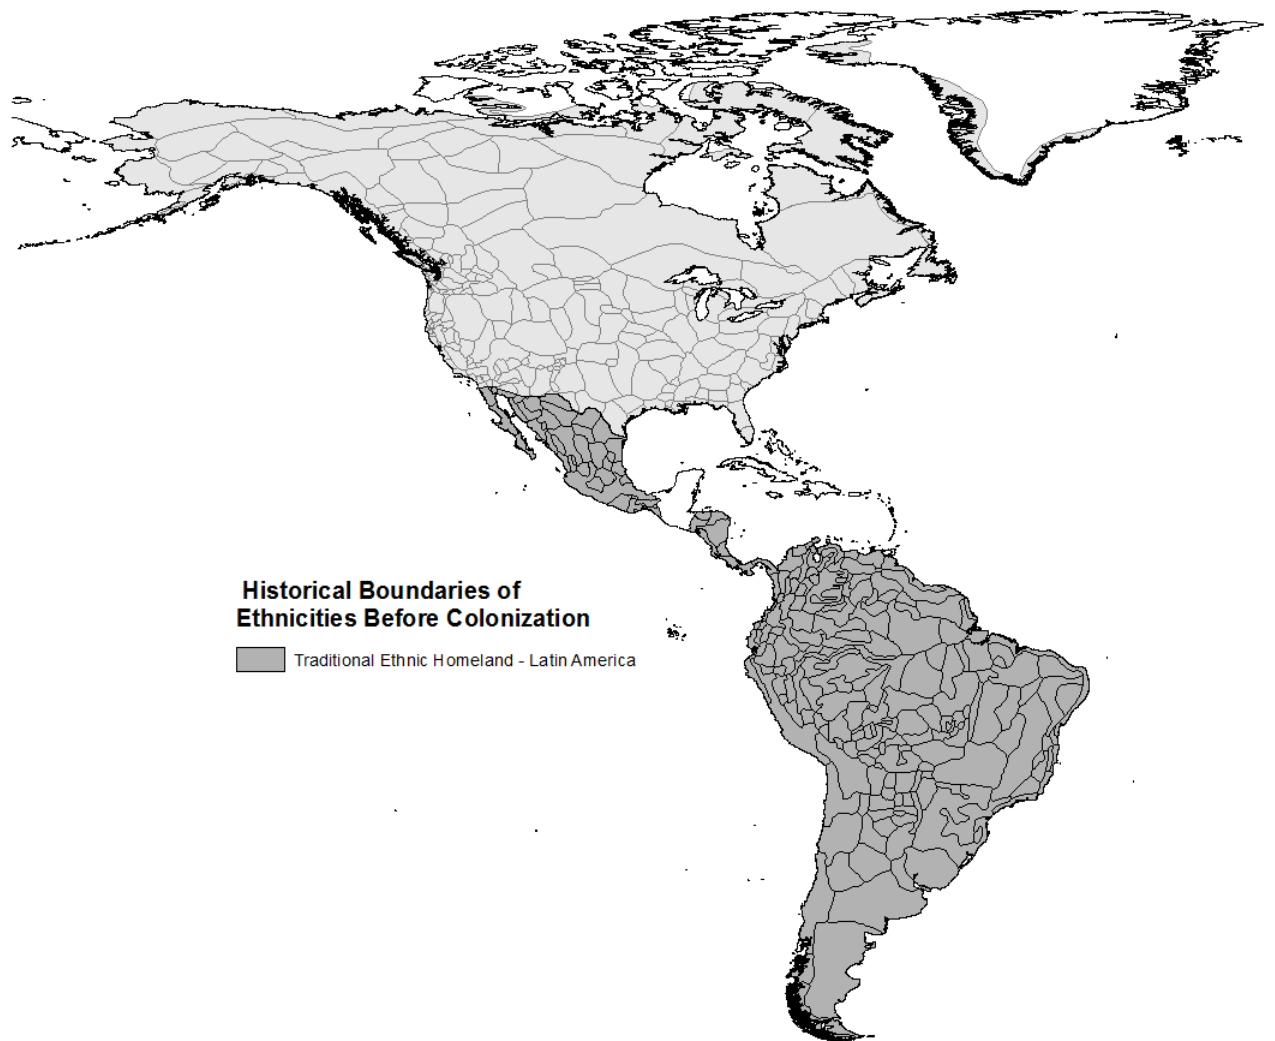 Historical Boundaries of
Ethnicities Before Colonization
Traditional Ethnic Homeland - Latin America